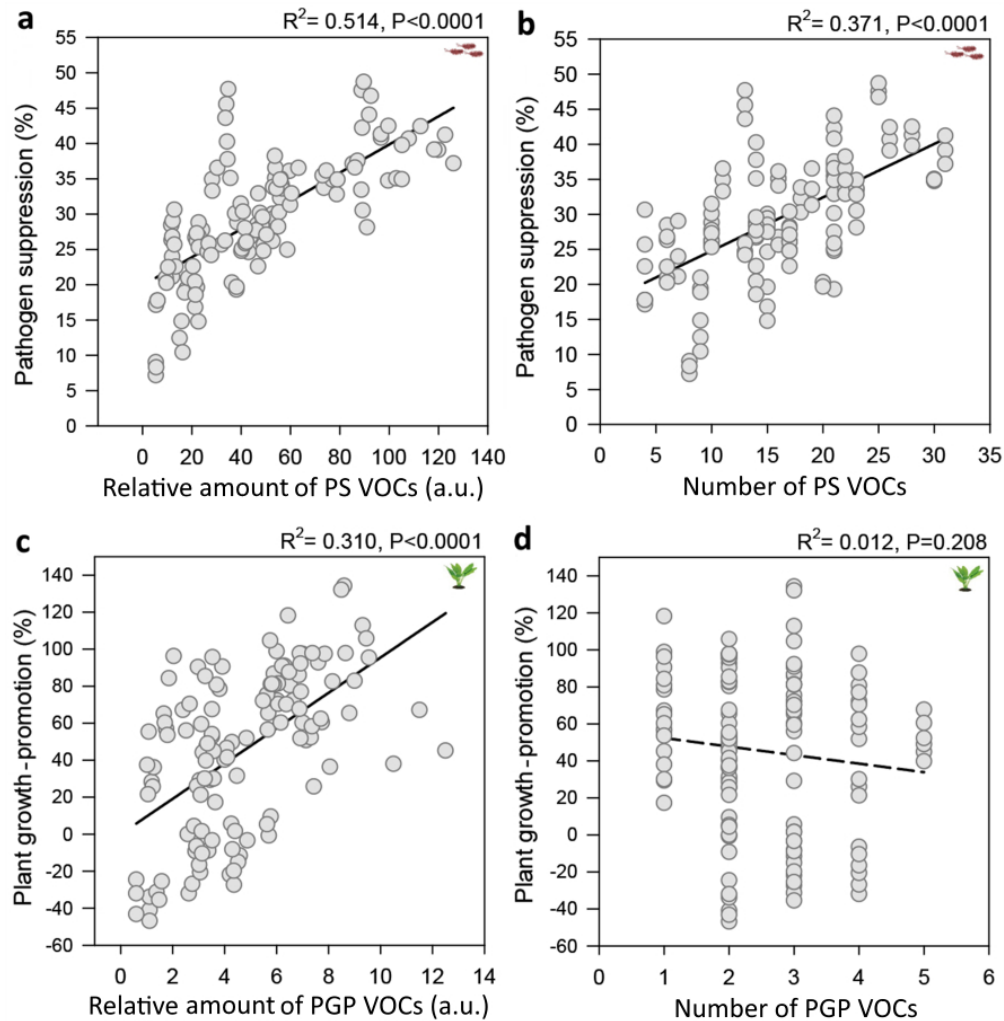 a
R²= 0.514, P<0.0001
55
50
45
40
35
30
25
20
15
10
5
0
Pathogen suppression (%)
0 20 40 60 80 100 120 140
Relative amount of PS VOCs (a.u.)
b
R²= 0.371, P<0.0001
55
50
45
40
35
30
25
20
15
10
5
0
Pathogen suppression (%)
0 5 10 15 20 25 30 35
Number of PS VOCs
c
R²= 0.310, P<0.0001
140
120
100
80
60
40
20
0
-20
-40
-60
Plant growth-promotion (%)
0 2 4 6 8 10 12 14
Relative amount of PGP VOCs (a.u.)
d
R²= 0.012, P=0.208
140
120
100
80
60
40
20
0
-20
-40
-60
Plant growth-promotion (%)
0 1 2 3 4 5 6
Number of PGP VOCs